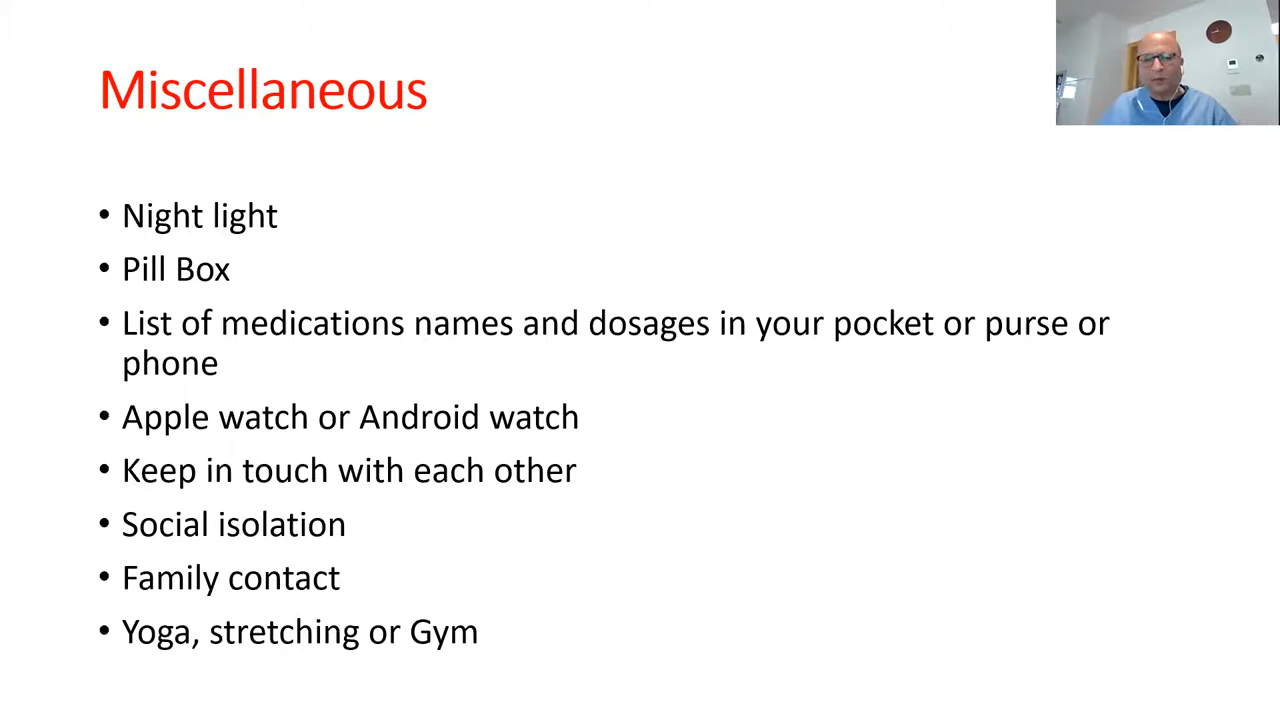 Miscellaneous
• Night light
• Pill Box
• List of medications names and dosages in your pocket or purse or
phone
• Apple watch or Android watch
• Keep in touch with each other
• Social isolation
• Family contact
• Yoga, stretching or Gym